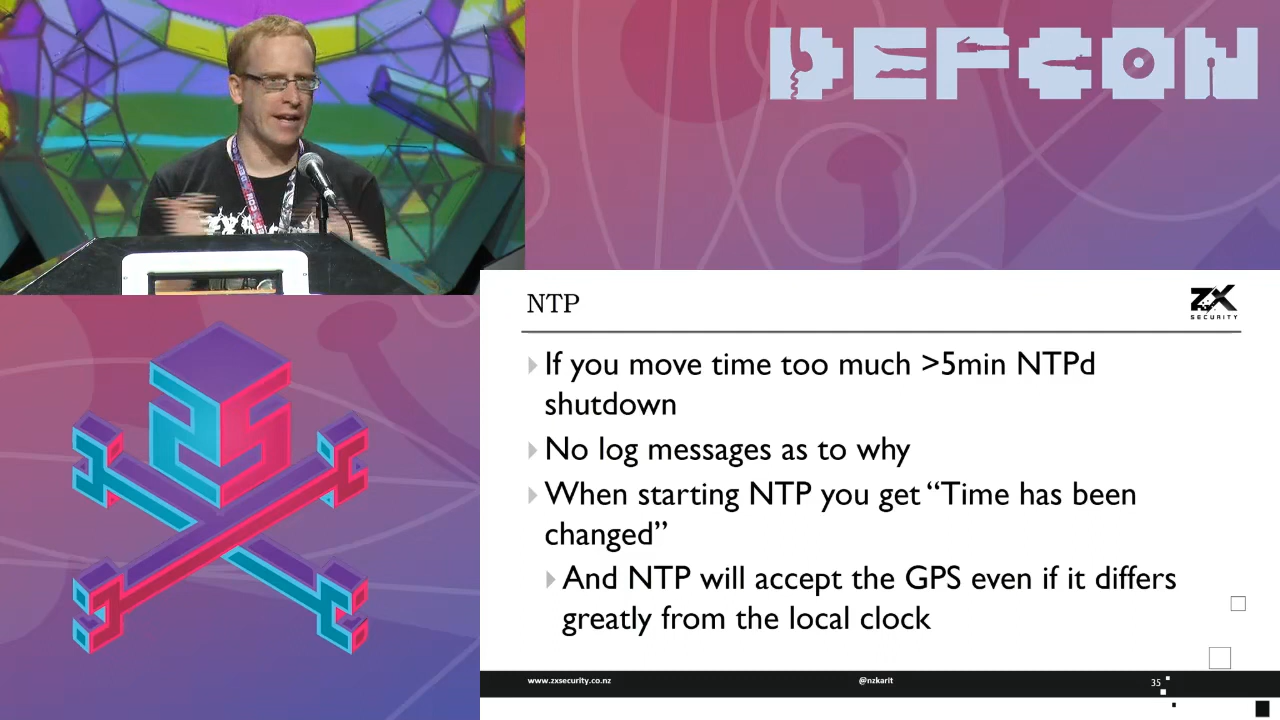 DEFCON
NTP
ZX
SECURITY
If you move time too much >5min NTPd
shutdown
No log messages as to why
When starting NTP you get “Time has been
changed”
And NTP will accept the GPS even if it differs
greatly from the local clock
www.zxsecurity.co.nz
@nzkarit
35